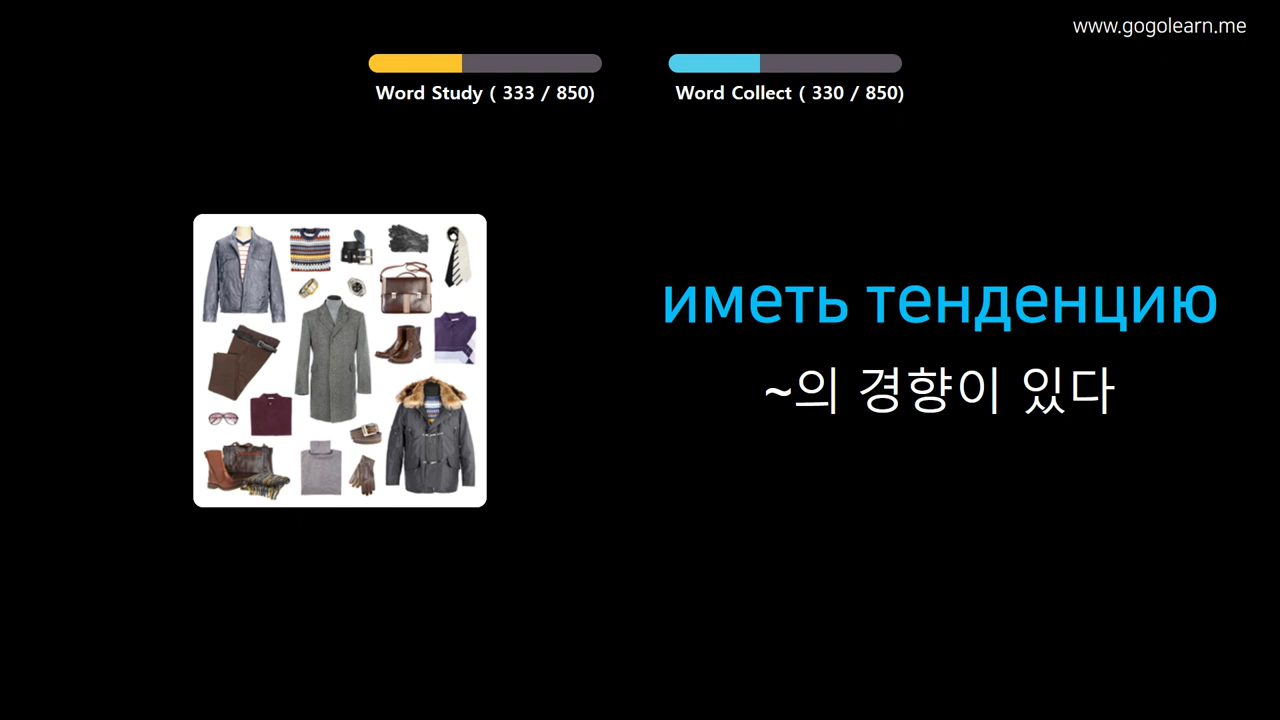 www.gogolearn.me
Word Study ( 333 / 850)
Word Collect ( 330 / 850)
иметь тенденцию
~의 경향이 있다